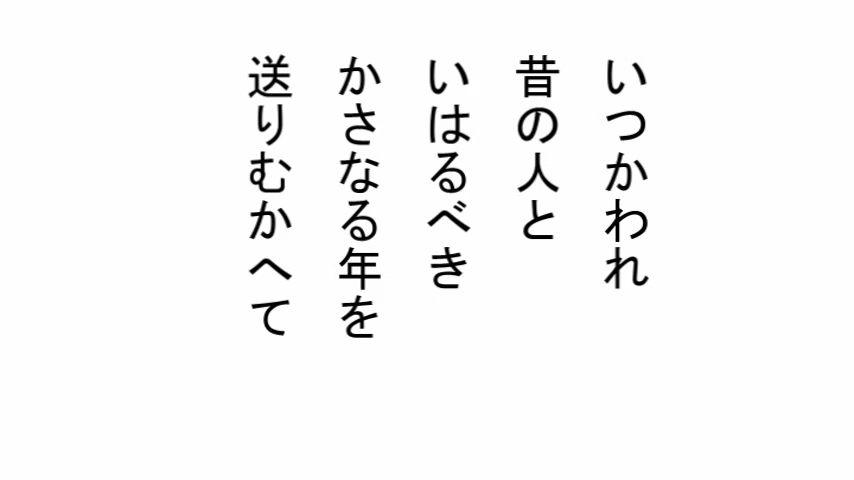 いつかわれ
昔の人と
いはるべき
かさなる年を
送りむかへて